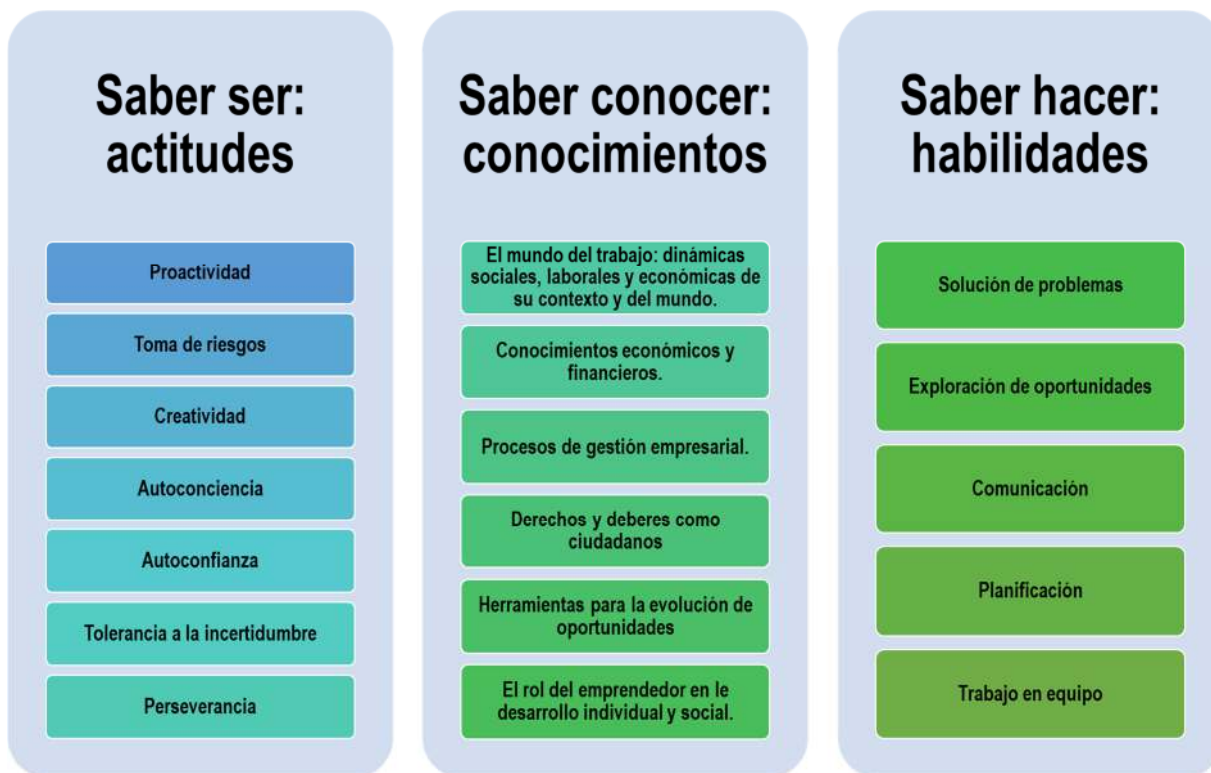 Saber ser:
actitudes
Proactividad
Toma de riesgos
Creatividad
Autoconciencia
Autoconfianza
Tolerancia a la incertidumbre
Perseverancia
Saber conocer:
conocimientos
El mundo del trabajo: dinámicas
sociales, laborales y económicas de
su contexto y del mundo.
Conocimientos económicos y
financieros.
Procesos de gestión empresarial.
Derechos y deberes como
ciudadanos
Herramientas para la evolución de
oportunidades
El rol del emprendedor en le
desarrollo individual y social.
Saber hacer:
habilidades
Solución de problemas
Exploración de oportunidades
Comunicación
Planificación
Trabajo en equipo